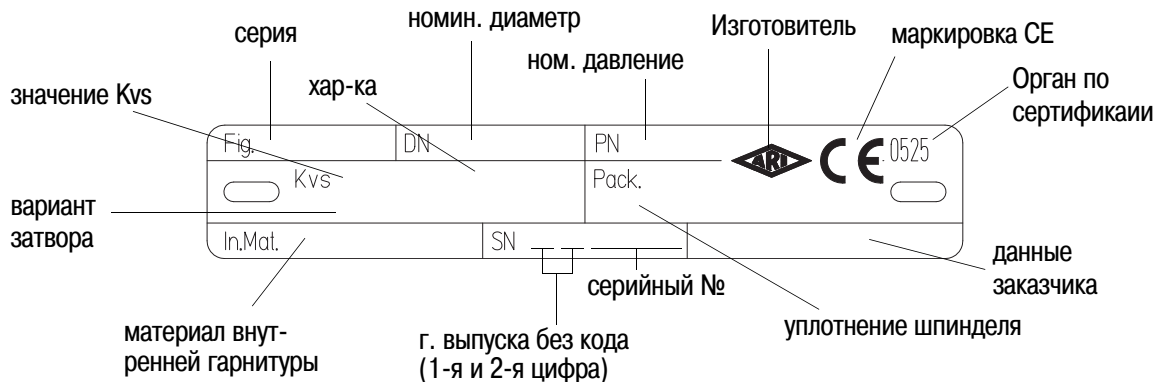 серия
номин. диаметр
Изготовитель
маркировка CE
ном. давление
значение Kvs
хар-ка
Орган по
сертификаии
Fig.
DN
PN
ARI
CE
0525
Kvs
Pack.
вариант
затвора
In.Mat.
SN
данные
заказчика
серийный №
материал внут-
ренней гарнитуры
г. выпуска без кода
(1-я и 2-я цифра)
уплотнение шпинделя